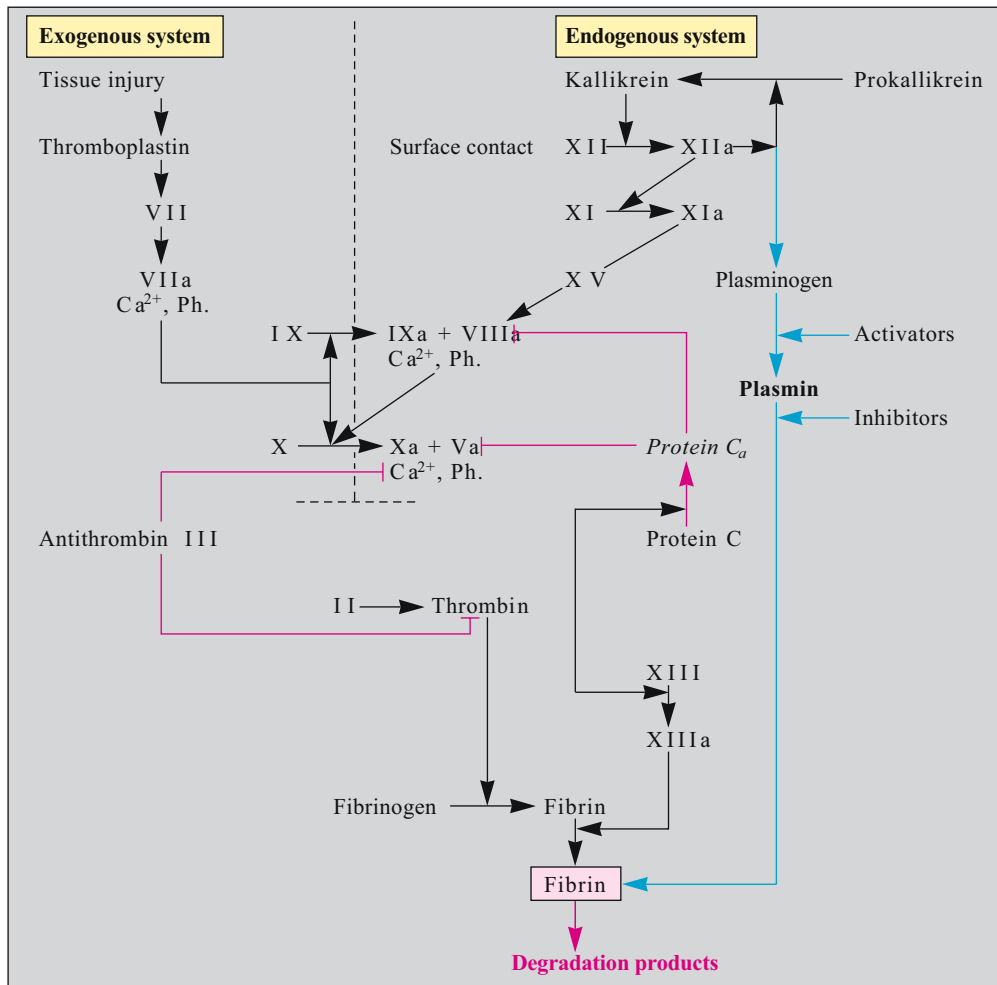 Exogenous system
Endogenous system
Tissue injury
Kallikrein
Prokallikrein
Thromboplastin
Surface contact
XII
XIIa
VII
XI
XIa
VIIa
Ca²⁺, Ph.
XV
Plasminogen
IX
IXa + VIIIa
Ca²⁺, Ph.
Activators
Plasmin
Inhibitors
X
Xa + Va
Ca²⁺, Ph.
Protein Cₐ
Antithrombin III
Protein C
II
Thrombin
XIII
XIIIa
Fibrinogen
Fibrin
Fibrin
Degradation products